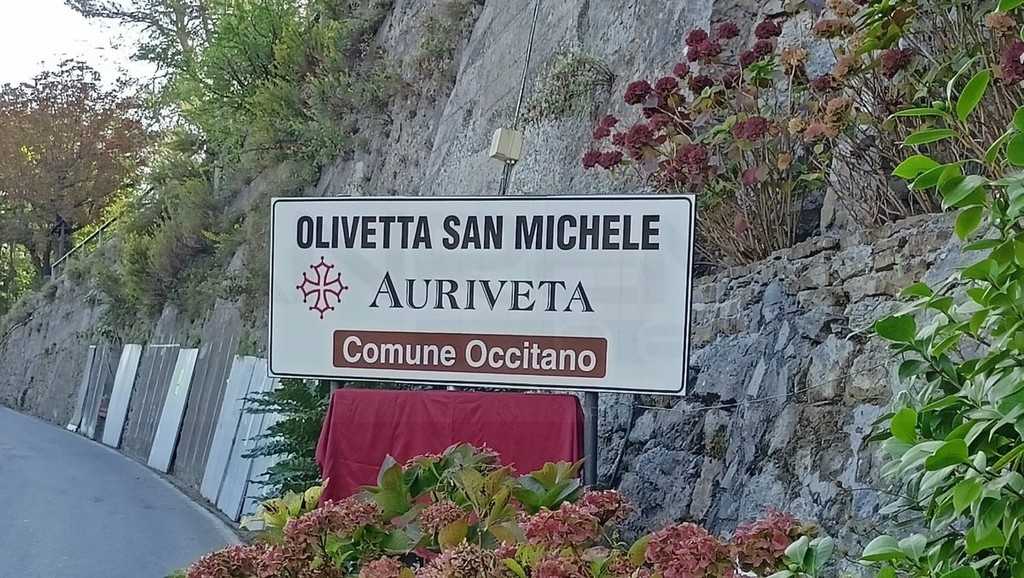 OLIVETTA SAN MICHELE
AURIVETA
Comune Occitano